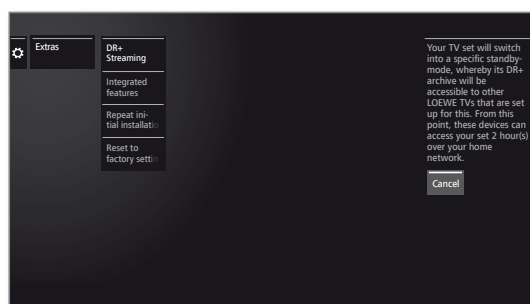 Extras
DR+
Streaming
Integrated
features
Repeat ini-
tial installatio
Reset to
factory settin
Your TV set will switch
into a specific standby-
mode, whereby its DR+
archive will be
accessible to other
LOEWE TVs that are set
up for this. From this
point, these devices can
access your set 2 hour(s)
over your home
network.
Cancel